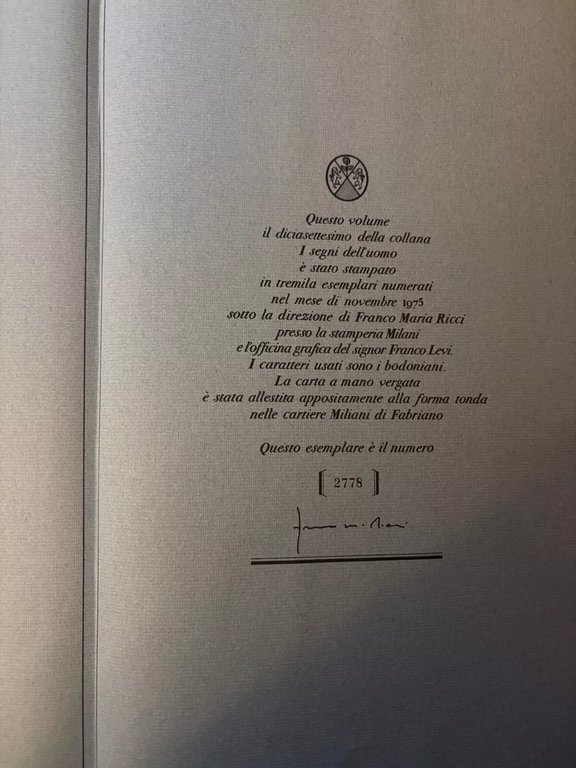 Questo volume
il diciasettesimo della collana
I segni dell'uomo
è stato stampato
in tremila esemplari numerati
nel mese di novembre 1975
sotto la direzione di Franco Maria Ricci
presso la stamperia Milani
e l'officina grafica del signor Franco Levi.
I caratteri usati sono i bodoniani.
La carta a mano vergata
è stata allestita appositamente alla forma tonda
nelle cartiere Miliani di Fabriano
Questo esemplare è il numero
[ 2778 ]